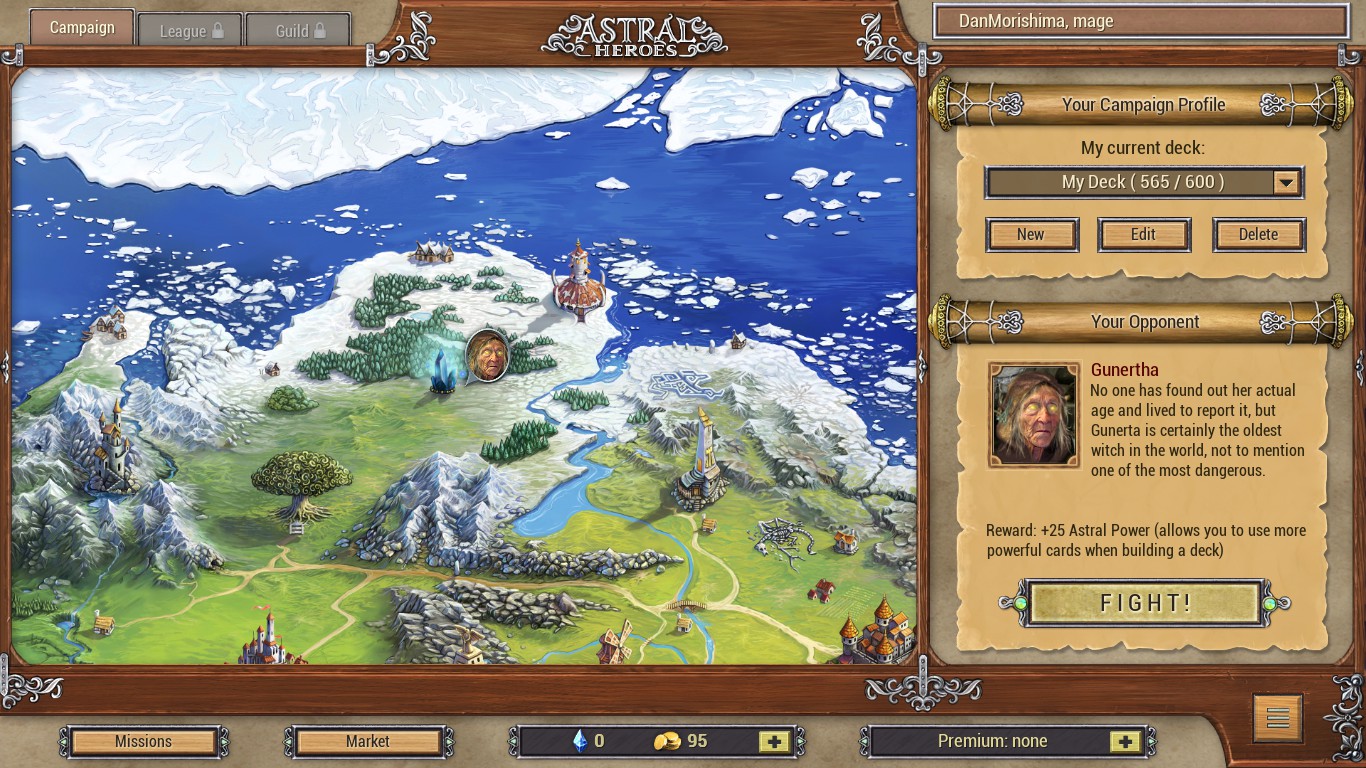 Campaign
League
Guild
ASTRAL
HEROES
DanMorishima, mage
Your Campaign Profile
My current deck:
My Deck ( 565 / 600 )
New
Edit
Delete
Your Opponent
Gunertha
No one has found out her actual
age and lived to report it, but
Gunerta is certainly the oldest
witch in the world, not to mention
one of the most dangerous.
Reward: +25 Astral Power (allows you to use more
powerful cards when building a deck)
FIGHT!
Missions
Market
0
95
Premium: none